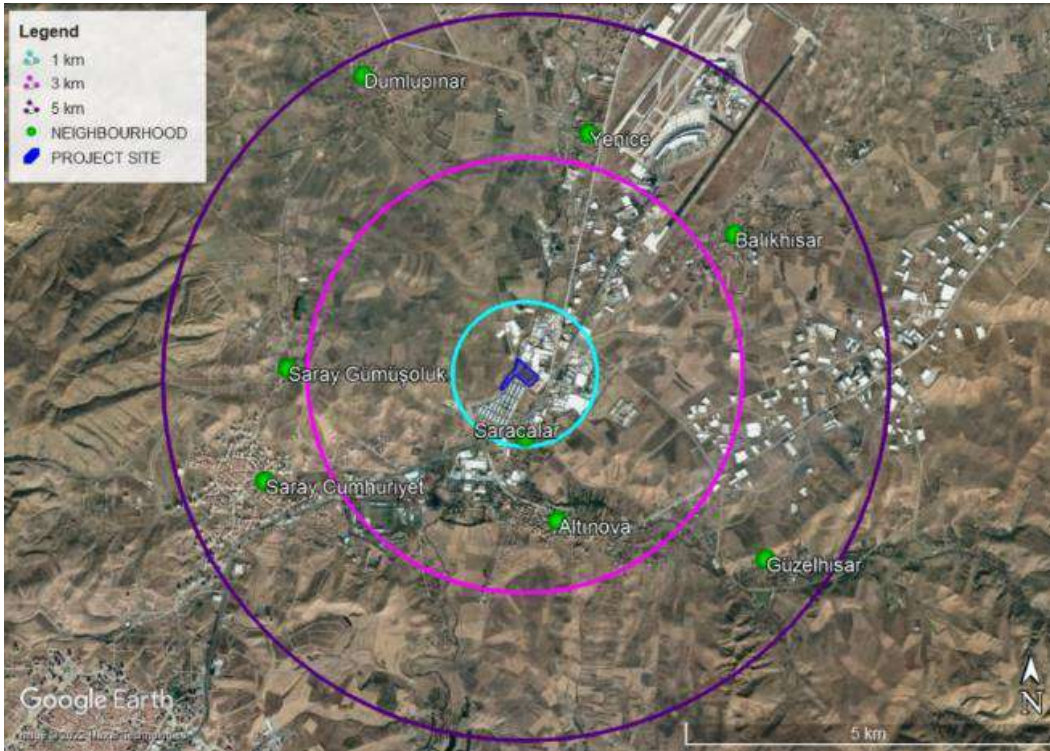 Legend
1 km
3 km
5 km
NEIGHBOURHOOD
PROJECT SITE
Dumlupınar
Yenice
Balıkhisar
Saray Gümüşoluk
Saracalar
Saray Cumhuriyet
Altınova
Güzelhisar
Google Earth
N
5 km